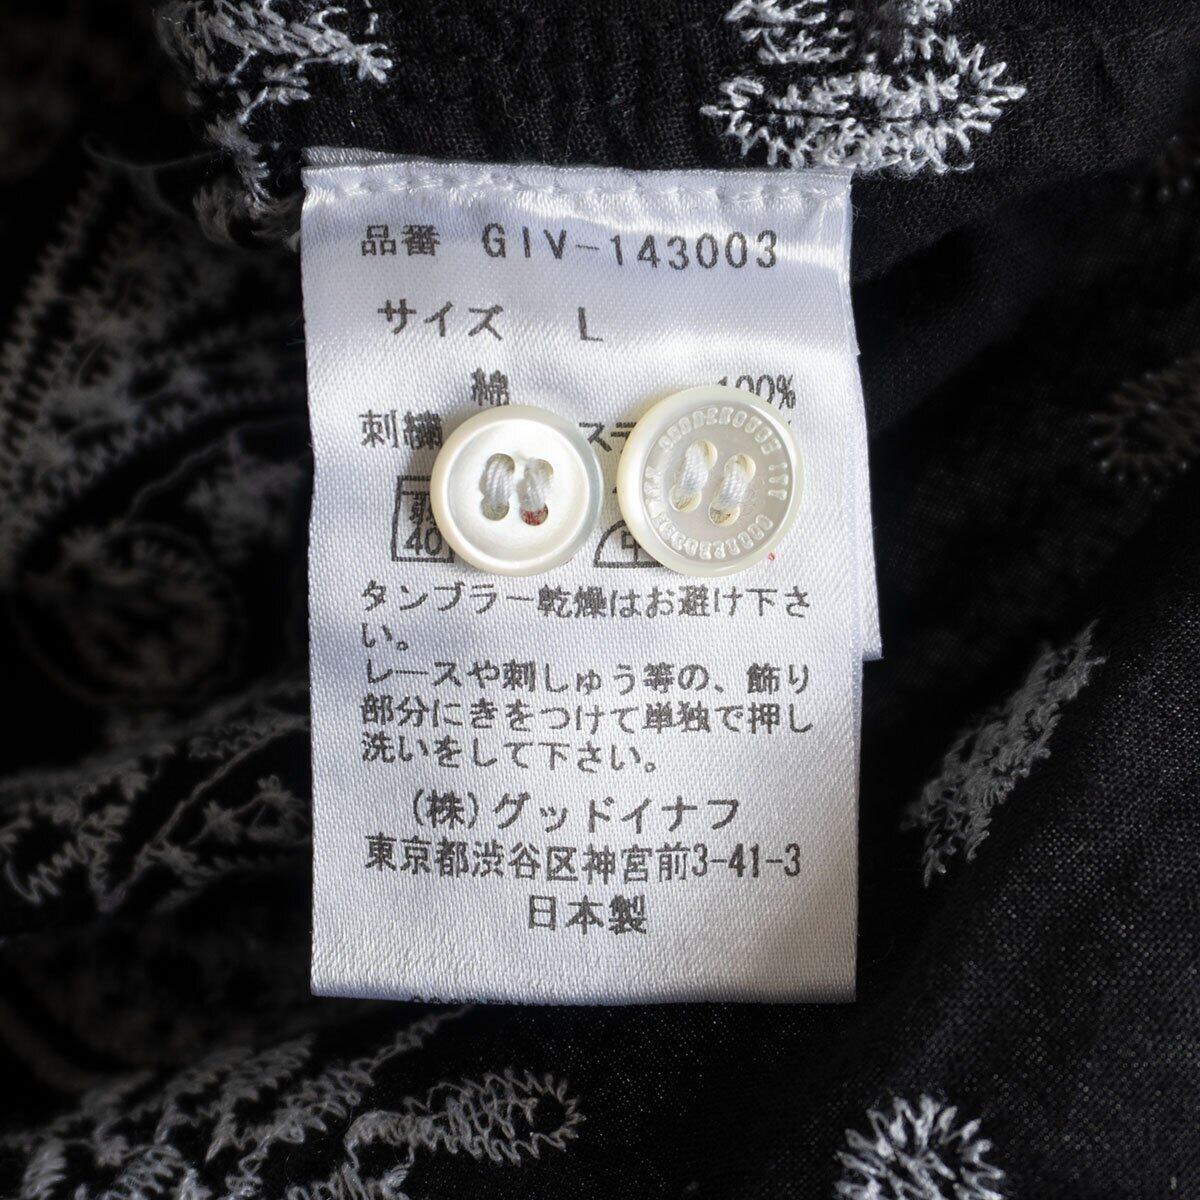 品番 GIV-143003
サイズ L
綿 100%
刺繍
40
タンブラー乾燥はお避け下さ
い。
レースや刺しゅう等の、飾り
部分にきをつけて単独で押し
洗いをして下さい。
(株)グッドイナフ
東京都渋谷区神宮前3-41-3
日本製